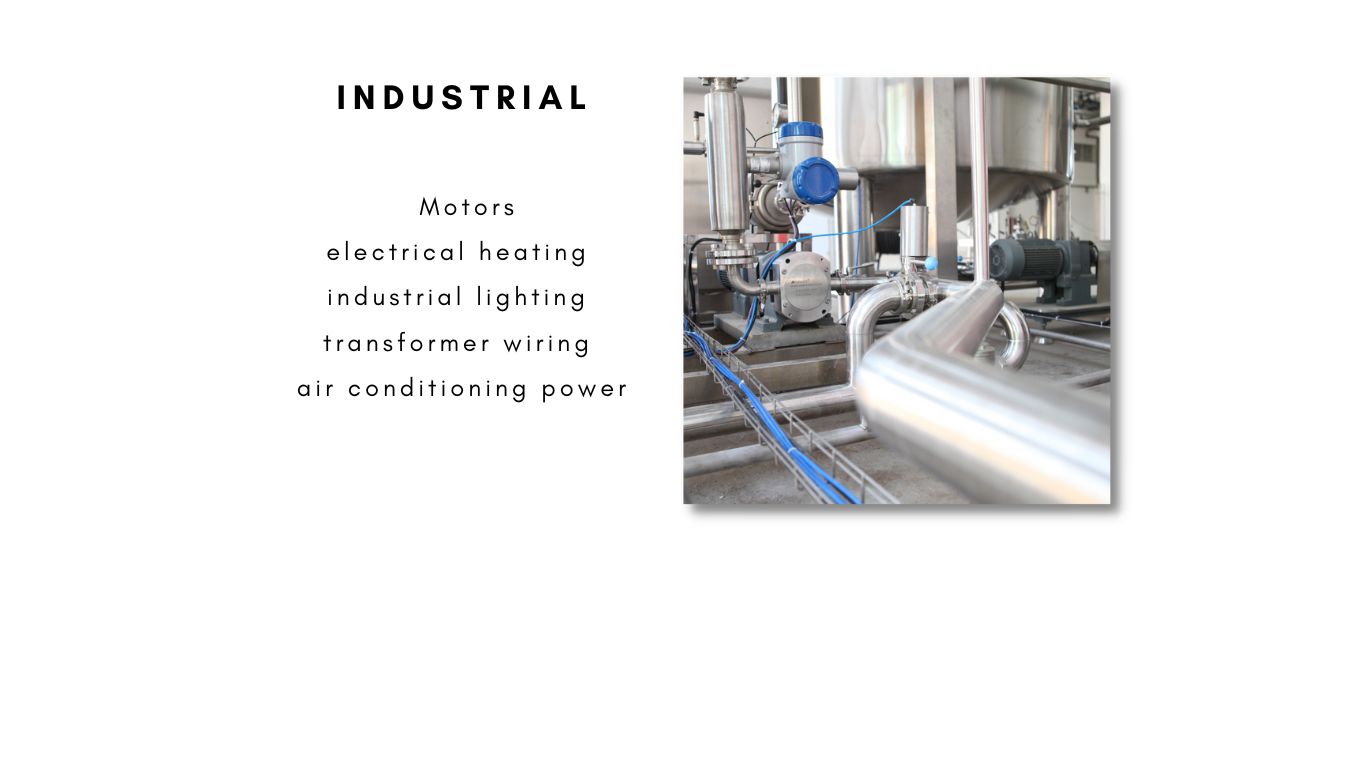 INDUSTRIAL
Motors
electrical heating
industrial lighting
transformer wiring
air conditioning power